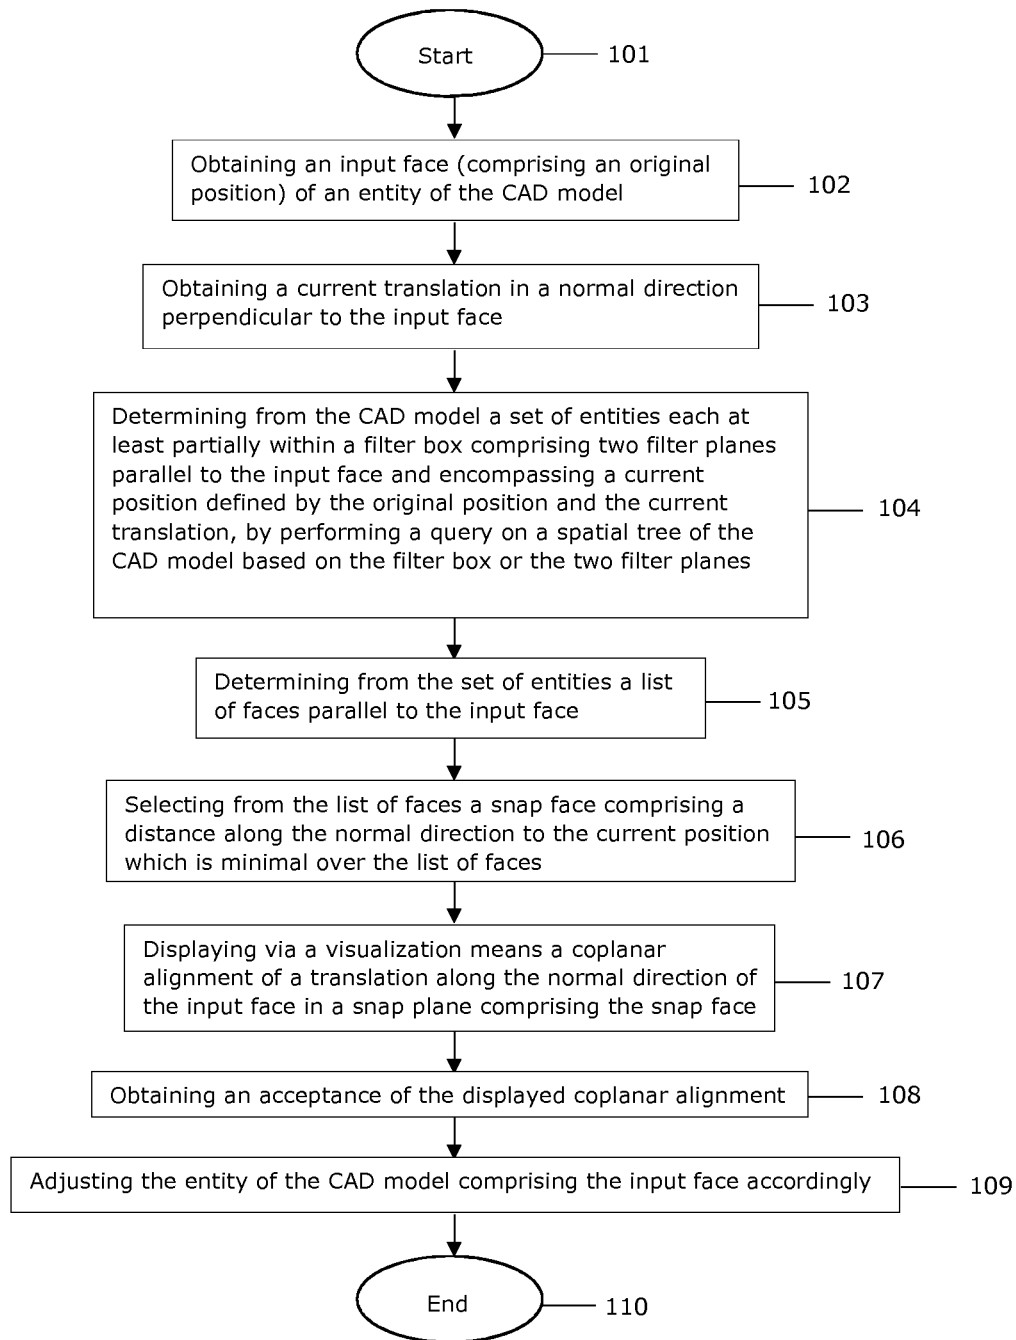 Start
101
Obtaining an input face (comprising an original
position) of an entity of the CAD model
102
Obtaining a current translation in a normal direction
perpendicular to the input face
103
Determining from the CAD model a set of entities each at
least partially within a filter box comprising two filter planes
parallel to the input face and encompassing a current
position defined by the original position and the current
translation, by performing a query on a spatial tree of the
CAD model based on the filter box or the two filter planes
104
Determining from the set of entities a list
of faces parallel to the input face
105
Selecting from the list of faces a snap face comprising a
distance along the normal direction to the current position
which is minimal over the list of faces
106
Displaying via a visualization means a coplanar
alignment of a translation along the normal direction of
the input face in a snap plane comprising the snap face
107
Obtaining an acceptance of the displayed coplanar alignment
108
Adjusting the entity of the CAD model comprising the input face accordingly
109
End
110